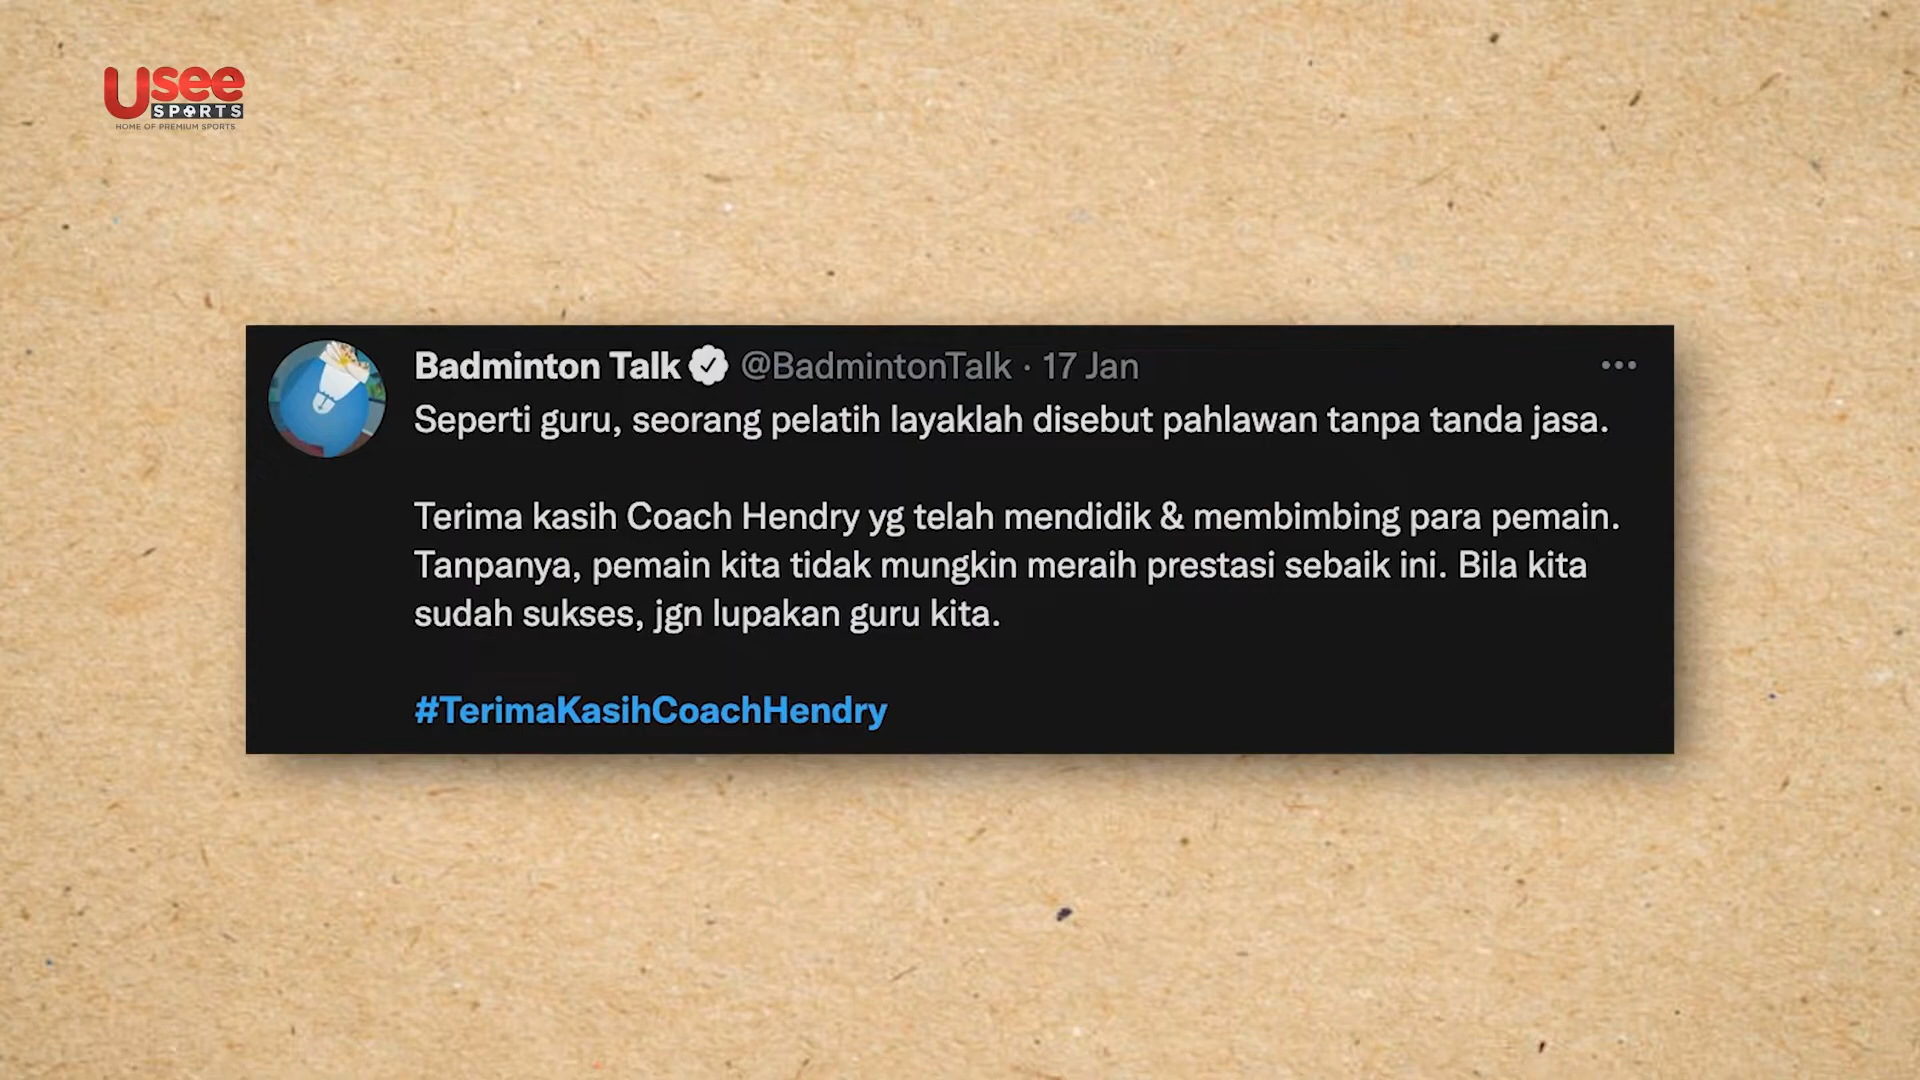 Usee
SPORTS
HOME OF PREMIUM SPORTS
Badminton Talk @BadmintonTalk · 17 Jan
Seperti guru, seorang pelatih layaklah disebut pahlawan tanpa tanda jasa.
Terima kasih Coach Hendry yg telah mendidik & membimbing para pemain.
Tanpanya, pemain kita tidak mungkin meraih prestasi sebaik ini. Bila kita
sudah sukses, jgn lupakan guru kita.
#TerimaKasihCoachHendry